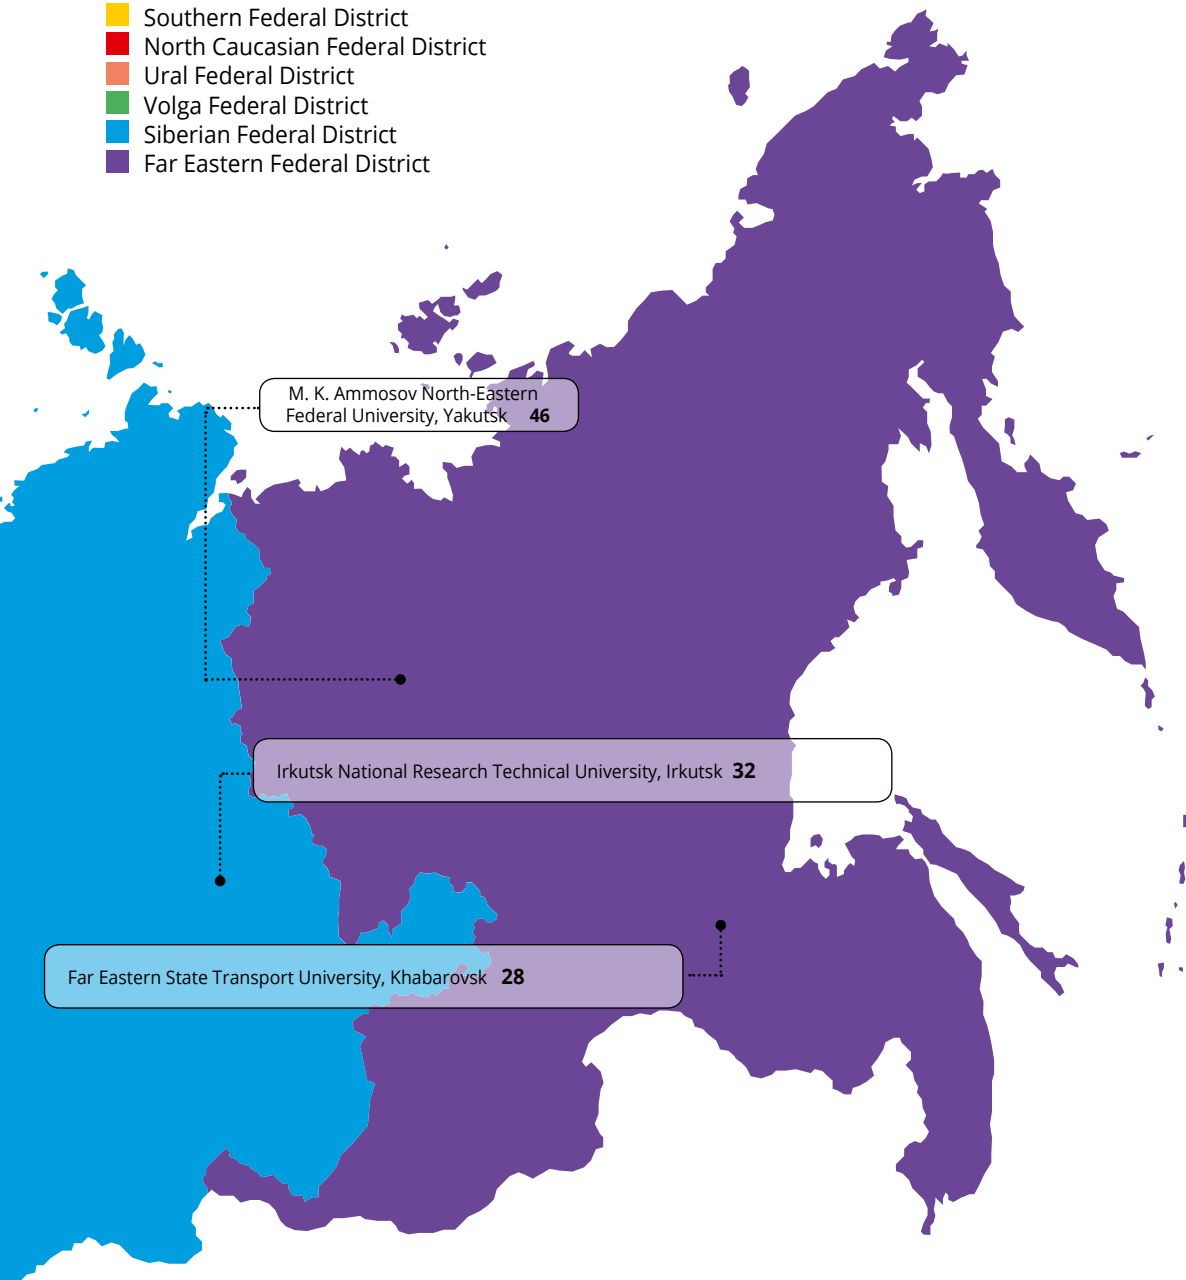 Southern Federal District
North Caucasian Federal District
Ural Federal District
Volga Federal District
Siberian Federal District
Far Eastern Federal District
M. K. Ammosov North-Eastern
Federal University, Yakutsk 46
Irkutsk National Research Technical University, Irkutsk 32
Far Eastern State Transport University, Khabarovsk 28